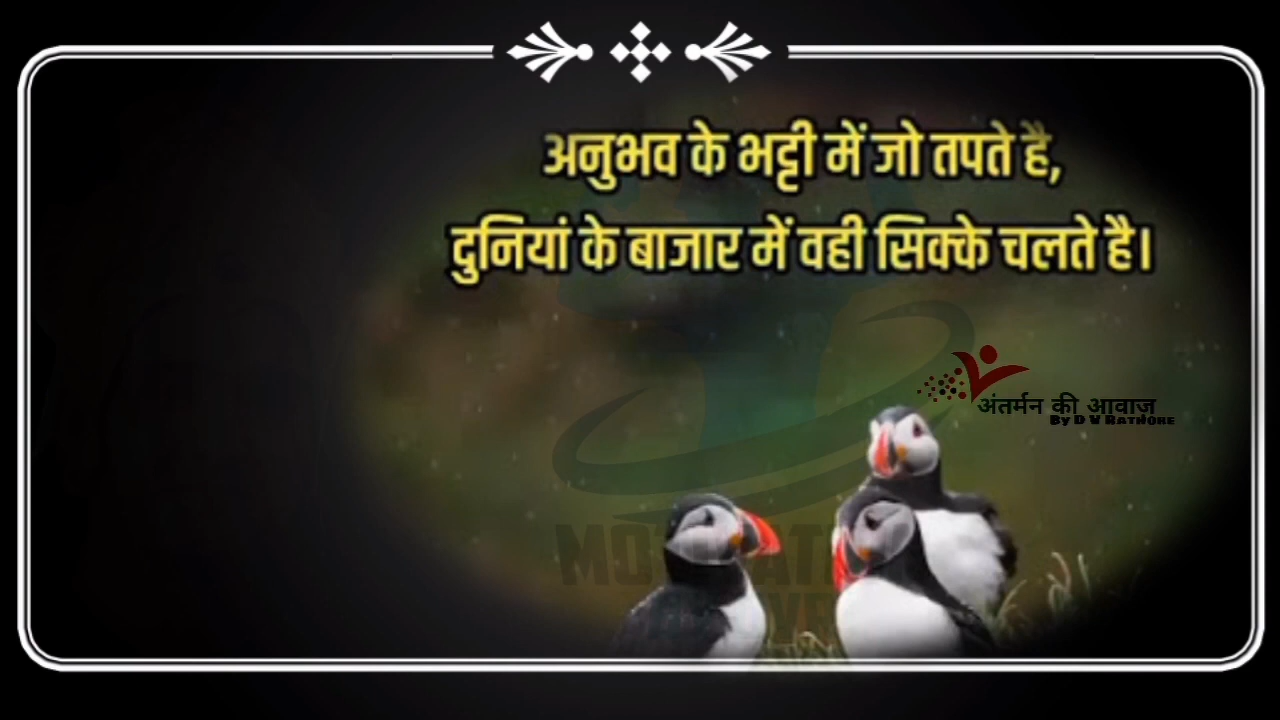 अनुभव के भट्टी में जो तपते है,
दुनियां के बाजार में वही सिक्के चलते है।
अंतर्मन की आवाज
By D V Rathore